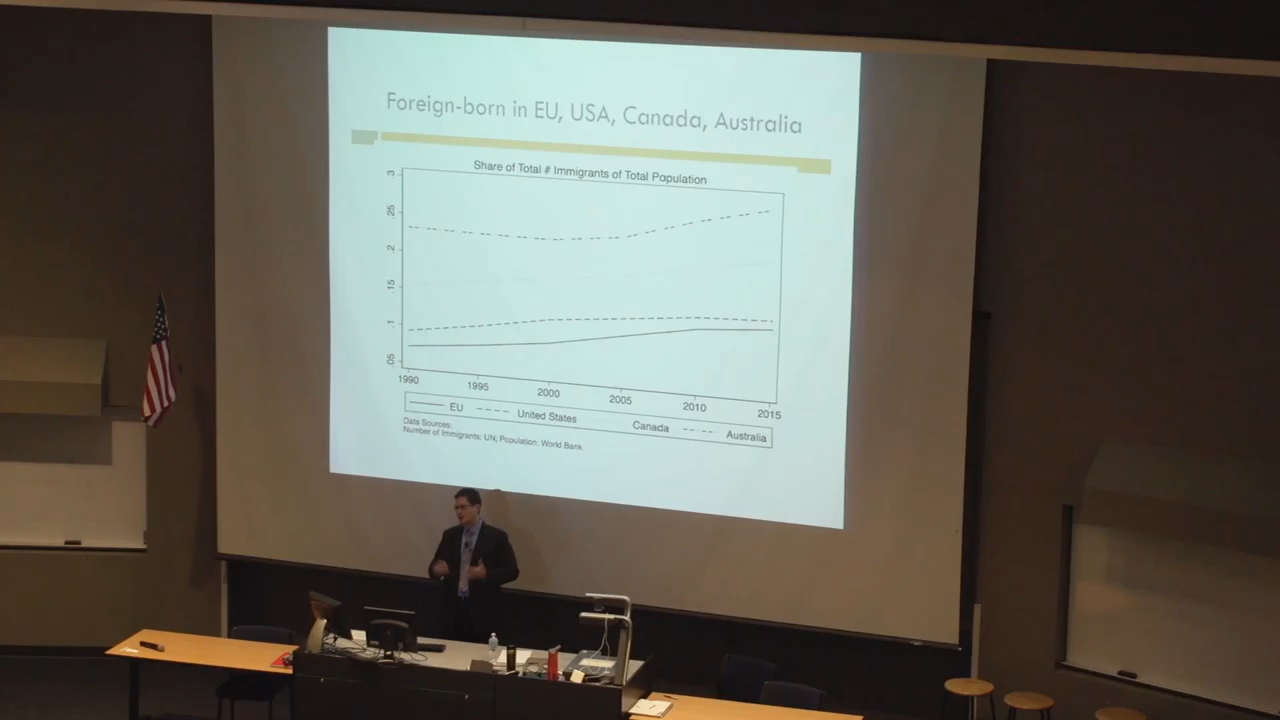 Foreign-born in EU, USA, Canada, Australia
Share of Total # Immigrants of Total Population
.3
.25
.2
.15
.1
.05
1990 1995 2000 2005 2010 2015
EU United States Canada Australia
Data Sources:
Number of Immigrants: UN; Population: World Bank